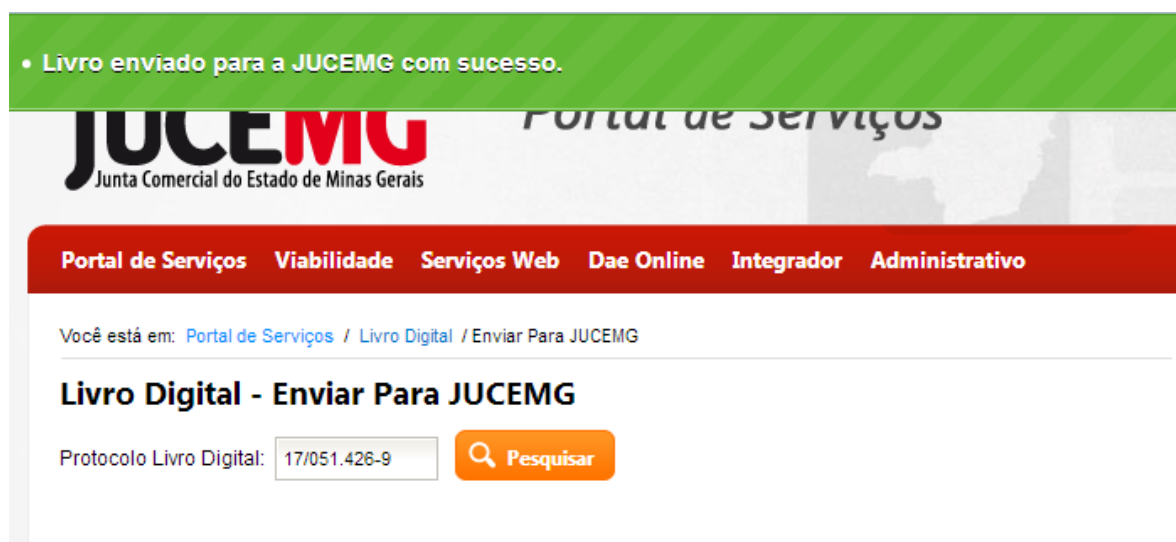 • Livro enviado para a JUCEMG com sucesso.
JUCEMG
Portal de Serviços
Junta Comercial do Estado de Minas Gerais
Portal de Serviços Viabilidade Serviços Web Dae Online Integrador Administrativo
Você está em: Portal de Serviços / Livro Digital / Enviar Para JUCEMG
Livro Digital - Enviar Para JUCEMG
Protocolo Livro Digital: 17/051.426-9 Pesquisar